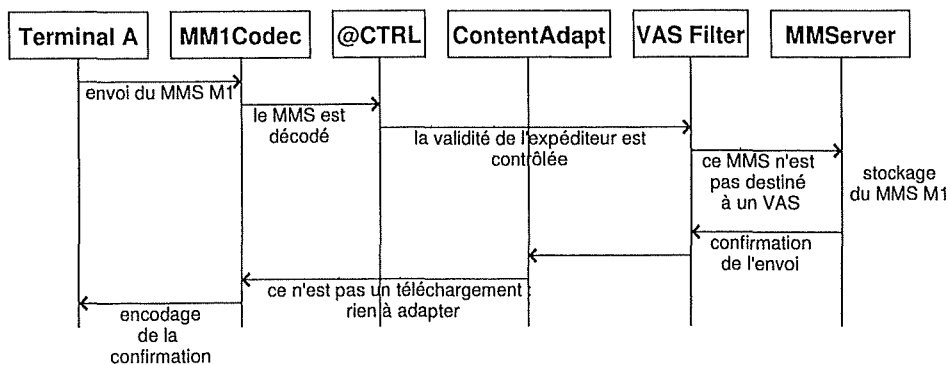 Terminal A
MM1Codec
@CTRL
ContentAdapt
VAS Filter
MMServer
envoi du MMS M1
le MMS est
décodé
la validité de l'expéditeur est
contrôlée
ce MMS n'est
pas destiné
à un VAS
stockage
du MMS M1
confirmation
de l'envoi
ce n'est pas un téléchargement :
rien à adapter
encodage
de la
confirmation